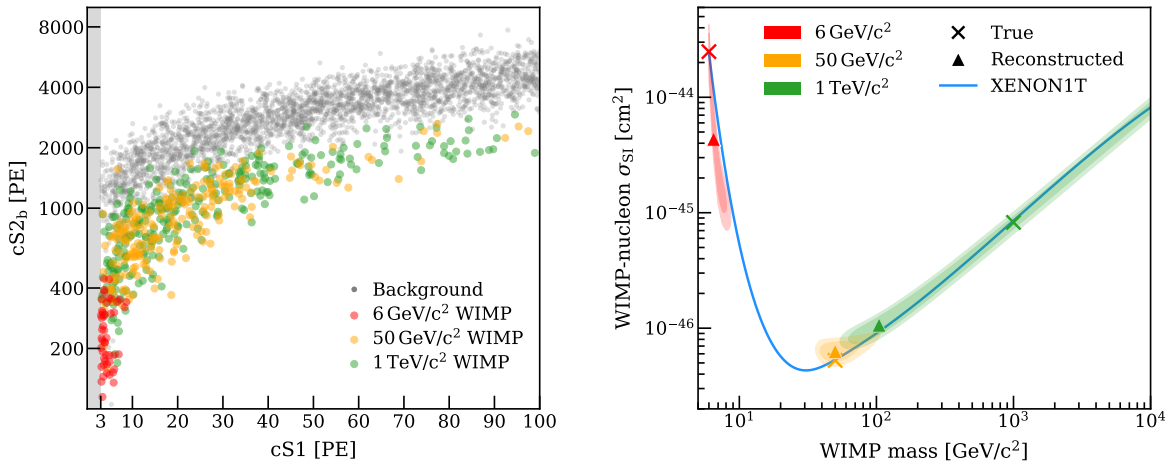 8000
4000
2000
1000
400
200
cS2b [PE]
Background
6 GeV/c² WIMP
50 GeV/c² WIMP
1 TeV/c² WIMP
3 10 20 30 40 50 60 70 80 90 100
cS1 [PE]
6 GeV/c²
50 GeV/c²
1 TeV/c²
True
Reconstructed
XENON1T
10⁻⁴⁴
10⁻⁴⁵
10⁻⁴⁶
WIMP-nucleon σSI [cm²]
10¹ 10² 10³ 10⁴
WIMP mass [GeV/c²]